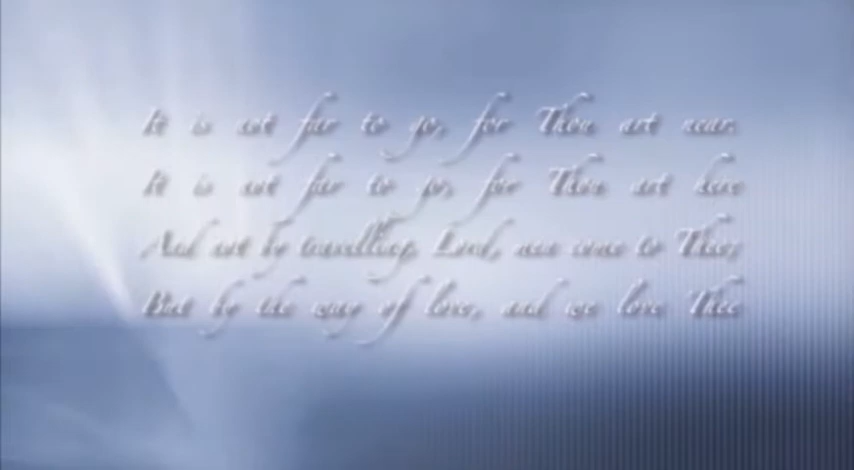 It is not far to go, for Thou art near.
It is not far to go, for Thou art here
And not by travelling, Lord, men come to Thee;
But by the way of love, and we love Thee